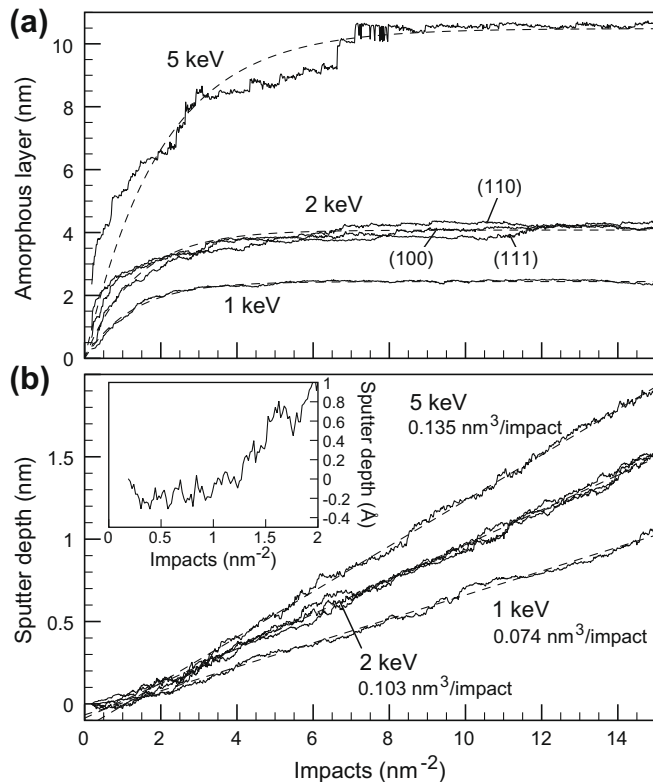 (a)
10
8
6
4
2
0
Amorphous layer (nm)
5 keV
2 keV
1 keV
(110)
(100)
(111)
(b)
1.5
1
0.5
0
Sputter depth (nm)
1
0.8
0.6
0.4
0.2
0
-0.2
-0.4
Sputter depth (Å)
0 0.5 1 1.5 2
Impacts (nm-2)
5 keV
0.135 nm3/impact
1 keV
0.074 nm3/impact
2 keV
0.103 nm3/impact
0 2 4 6 8 10 12 14
Impacts (nm-2)